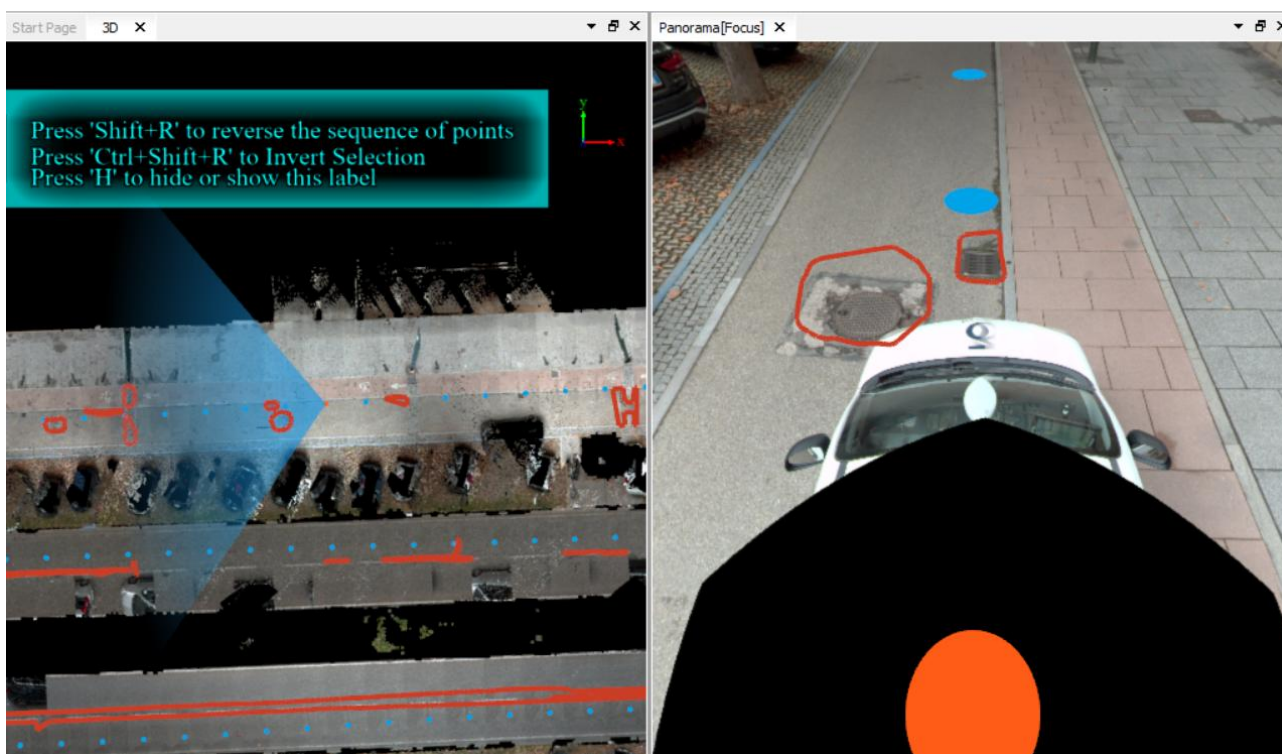 Start Page
3D
Panorama[Focus]
Press 'Shift+R' to reverse the sequence of points
Press 'Ctrl+Shift+R' to Invert Selection
Press 'H' to hide or show this label
y
x